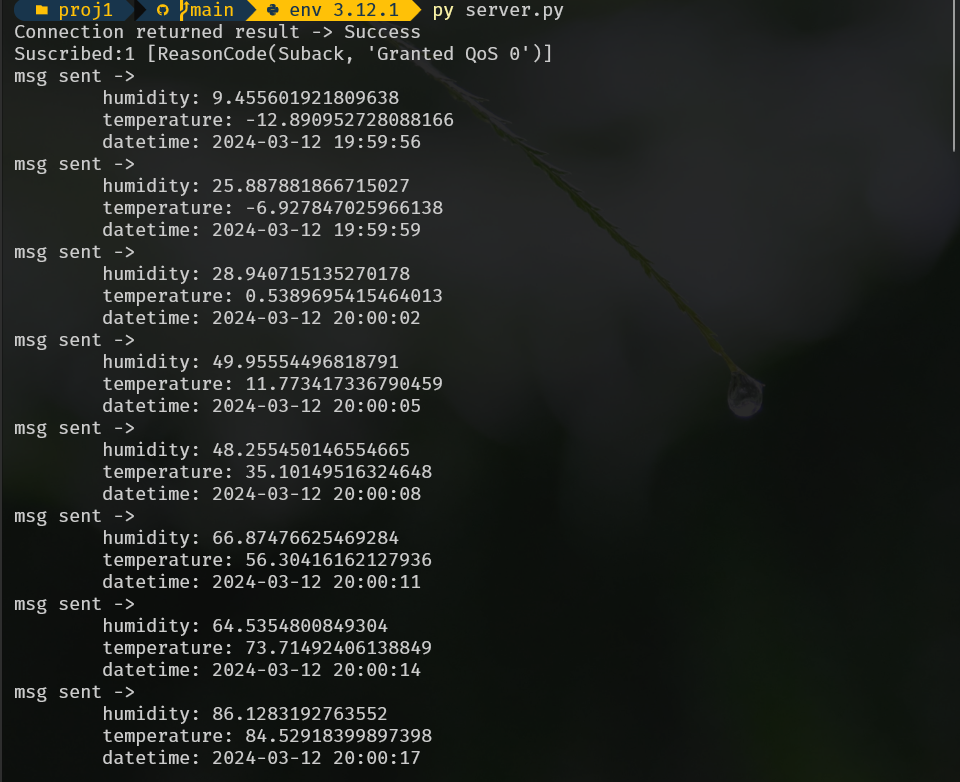 proj1 main env 3.12.1 py server.py
Connection returned result -> Success
Suscribed:1 [ReasonCode(Suback, 'Granted QoS 0')]
msg sent ->
humidity: 9.455601921809638
temperature: -12.890952728088166
datetime: 2024-03-12 19:59:56
msg sent ->
humidity: 25.887881866715027
temperature: -6.927847025966138
datetime: 2024-03-12 19:59:59
msg sent ->
humidity: 28.940715135270178
temperature: 0.5389695415464013
datetime: 2024-03-12 20:00:02
msg sent ->
humidity: 49.95554496818791
temperature: 11.773417336790459
datetime: 2024-03-12 20:00:05
msg sent ->
humidity: 48.255450146554665
temperature: 35.10149516324648
datetime: 2024-03-12 20:00:08
msg sent ->
humidity: 66.87476625469284
temperature: 56.30416162127936
datetime: 2024-03-12 20:00:11
msg sent ->
humidity: 64.5354800849304
temperature: 73.71492406138849
datetime: 2024-03-12 20:00:14
msg sent ->
humidity: 86.1283192763552
temperature: 84.52918399897398
datetime: 2024-03-12 20:00:17